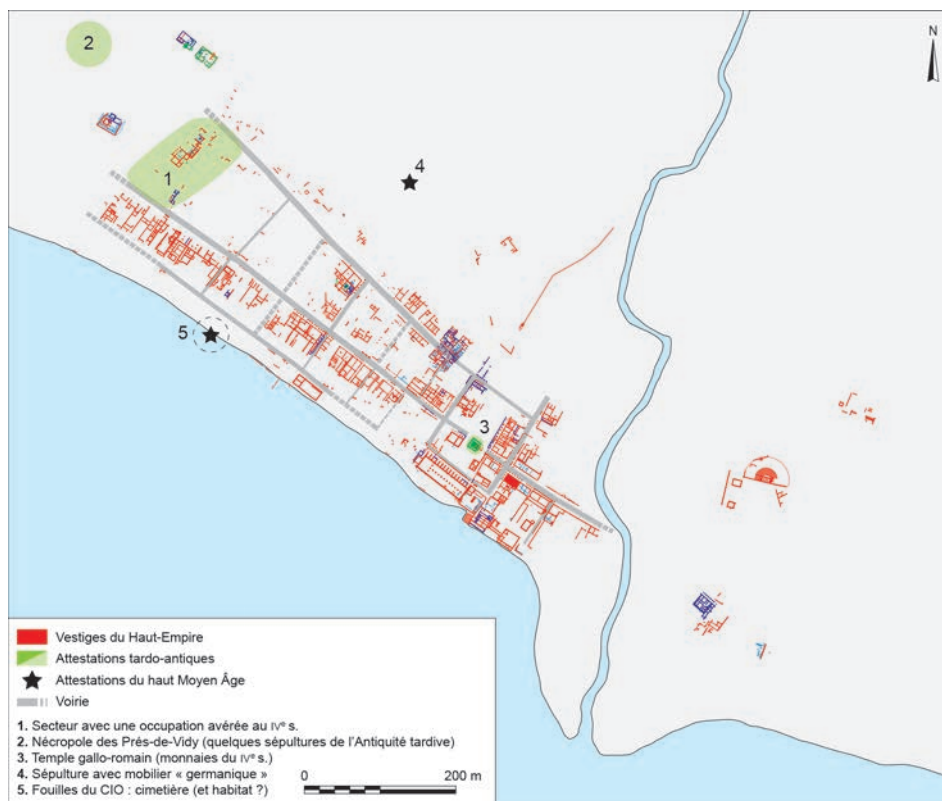 2
N
4
1
5
3
Vestiges du Haut-Empire
Attestations tardo-antiques
Attestations du haut Moyen Âge
Voirie
1. Secteur avec une occupation avérée au IVe s.
2. Nécropole des Prés-de-Vidy (quelques sépultures de l'Antiquité tardive)
3. Temple gallo-romain (monnaies du IVe s.)
4. Sépulture avec mobilier « germanique »
5. Fouilles du CIO : cimetière (et habitat ?)
0 200 m